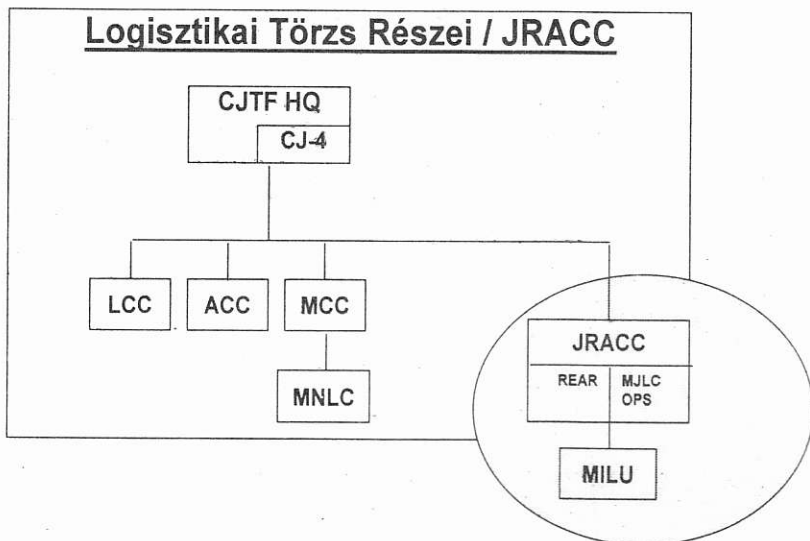 Logisztikai Törzs Részei / JRACC
CJTF HQ
CJ-4
LCC
ACC
MCC
MNLC
JRACC
REAR
MJLC
OPS
MILU